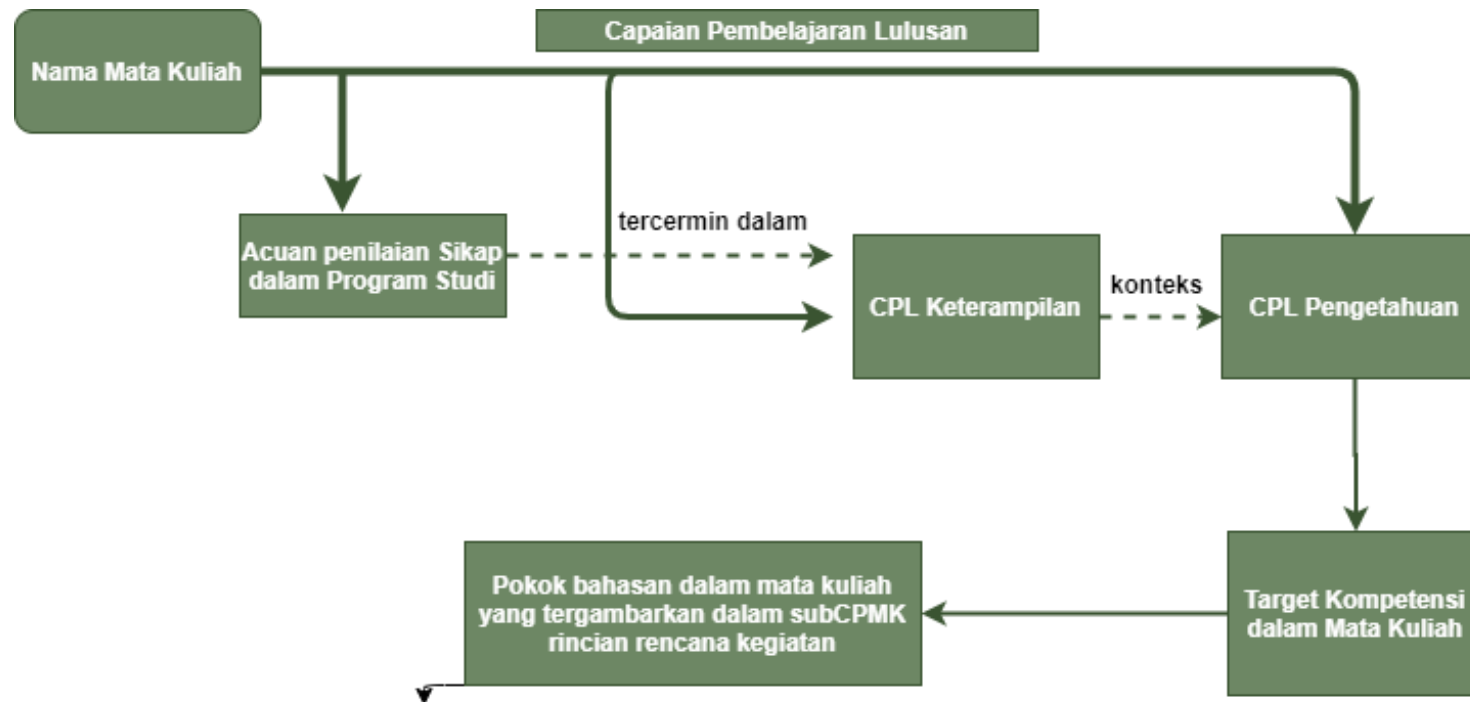 Capaian Pembelajaran Lulusan
Nama Mata Kuliah
tercermin dalam
Acuan penilaian Sikap
dalam Program Studi
CPL Keterampilan
konteks
CPL Pengetahuan
Pokok bahasan dalam mata kuliah
yang tergambarkan dalam subCPMK
rincian rencana kegiatan
Target Kompetensi
dalam Mata Kuliah